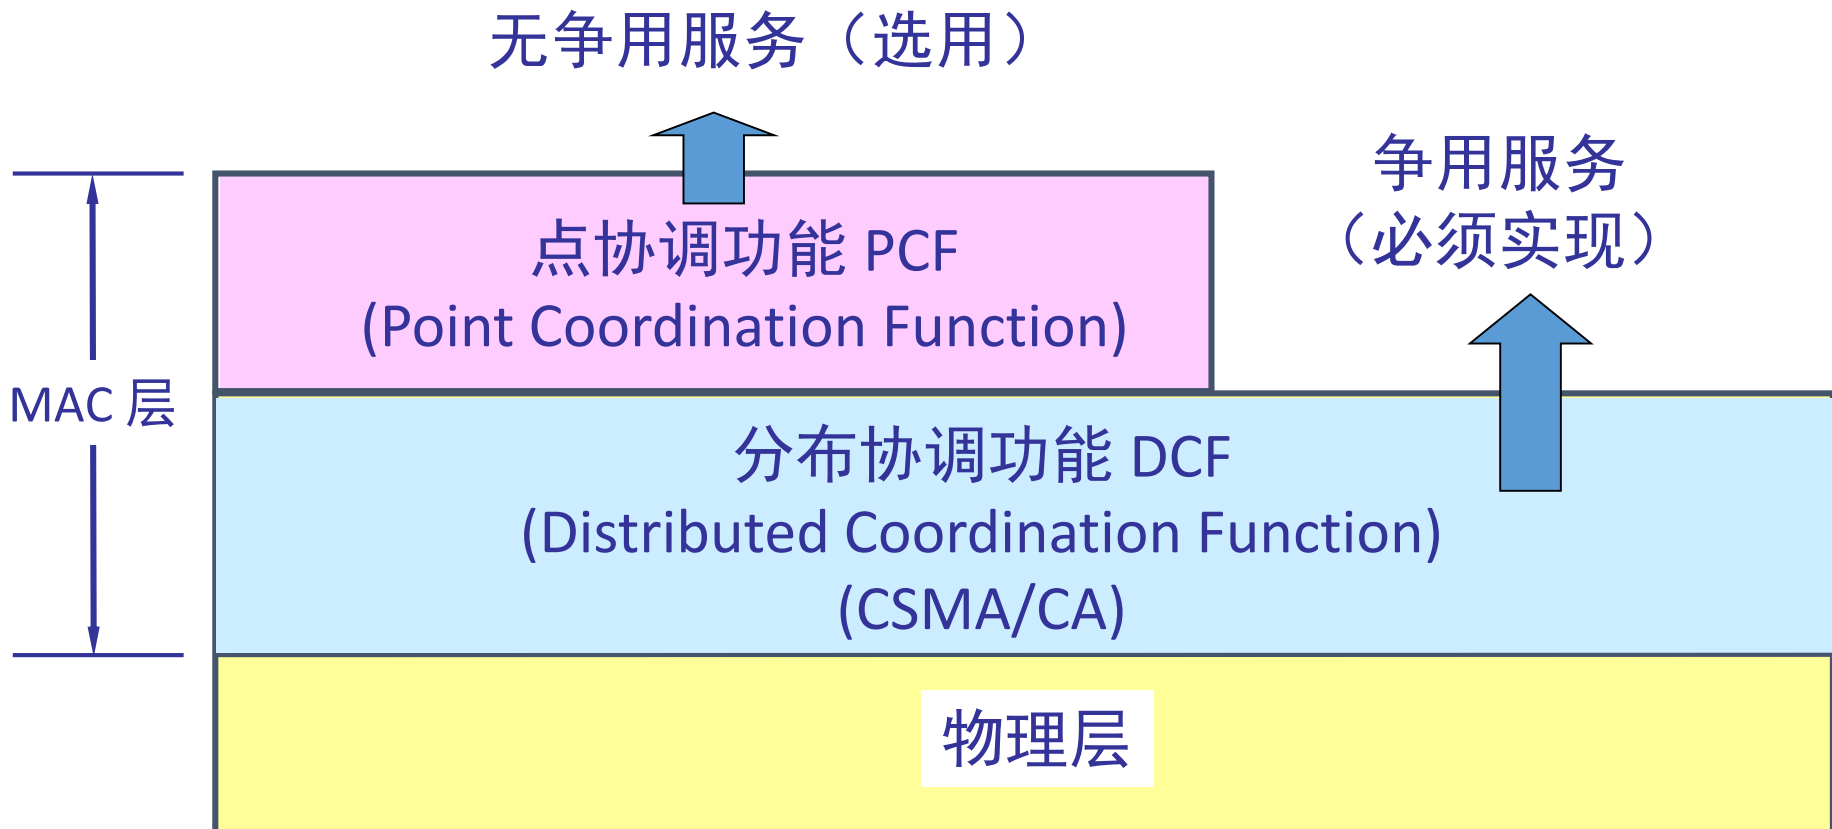 无争用服务（选用）
争用服务
（必须实现）
点协调功能 PCF
(Point Coordination Function)
MAC 层
分布协调功能 DCF
(Distributed Coordination Function)
(CSMA/CA)
物理层